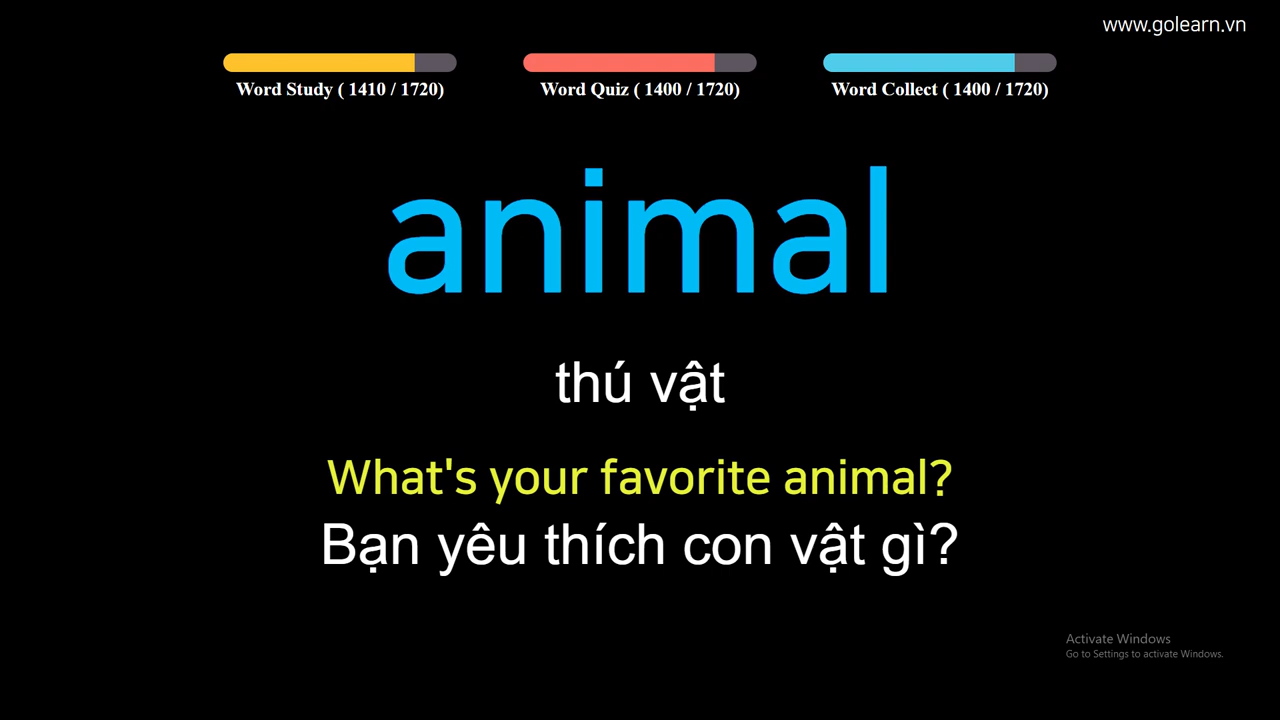 www.golearn.vn
Word Study ( 1410 / 1720)
Word Quiz ( 1400 / 1720)
Word Collect ( 1400 / 1720)
animal
thú vật
What's your favorite animal?
Bạn yêu thích con vật gì?
Activate Windows
Go to Settings to activate Windows.